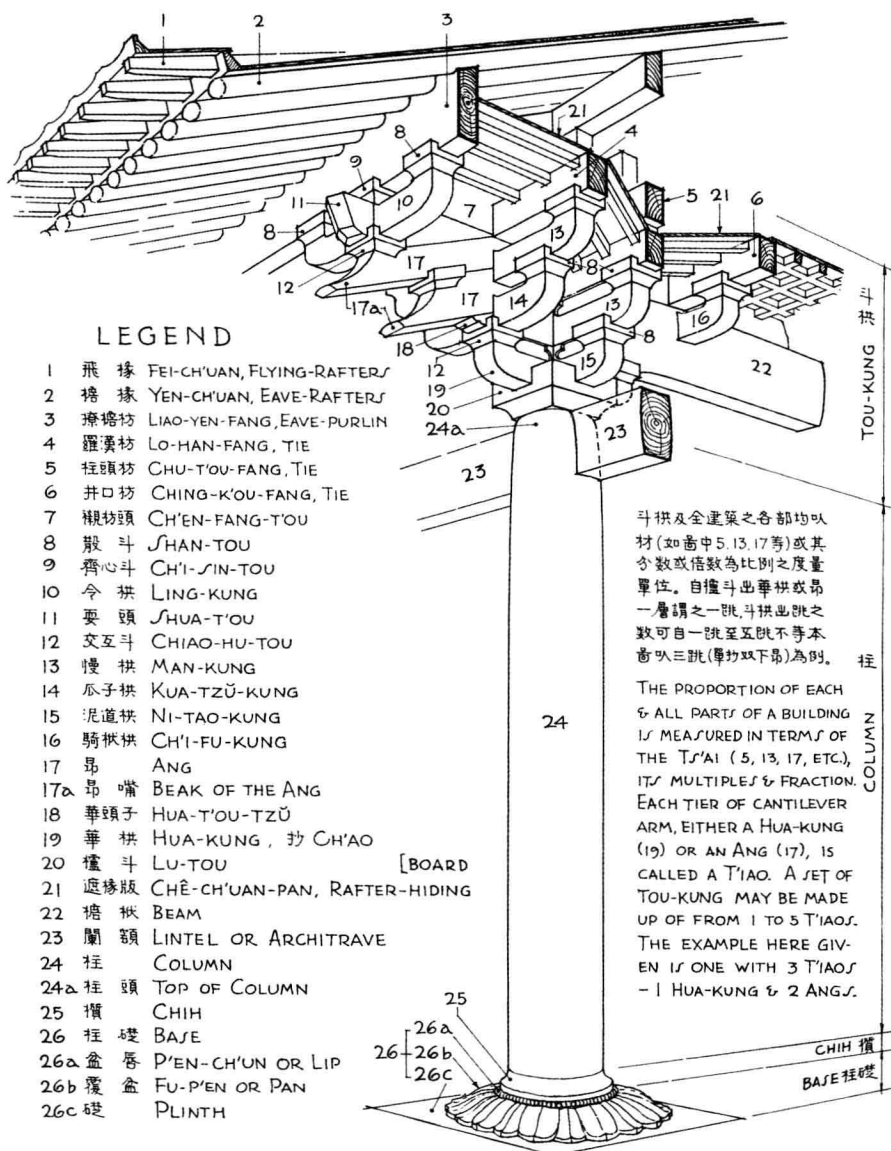 1 2 3
21
4
8
9
11
10
8
7
5 21 6
13
12
17
8
13
14
17
17a
16
18
12
8
15
19
20
22
24a
23
23
斗 栱 TOU-KUNG
LEGEND
1 飛椽 FEI-CH'UAN, FLYING-RAFTERS
2 檐椽 YEN-CH'UAN, EAVE-RAFTERS
3 撩檐枋 LIAO-YEN-FANG, EAVE-PURLIN
4 羅漢枋 LO-HAN-FANG, TIE
5 柱頭枋 CHU-T'OU-FANG, TIE
6 井口枋 CHING-K'OU-FANG, TIE
7 襯枋頭 CH'EN-FANG-T'OU
8 散斗 SHAN-TOU
9 齊心斗 CH'I-SIN-TOU
10 令栱 LING-KUNG
11 耍頭 SHUA-T'OU
12 交互斗 CHIAO-HU-TOU
13 慢栱 MAN-KUNG
14 瓜子栱 KUA-TZŬ-KUNG
15 泥道栱 NI-TAO-KUNG
16 騎栿栱 CH'I-FU-KUNG
17 昂 ANG
17a 昂嘴 BEAK OF THE ANG
18 華頭子 HUA-T'OU-TZŬ
19 華栱 HUA-KUNG, 抄 CH'AO
20 櫨斗 LU-TOU [BOARD
21 遮椽版 CHÊ-CH'UAN-PAN, RAFTER-HIDING
22 檐栿 BEAM
23 闌額 LINTEL OR ARCHITRAVE
24 柱 COLUMN
24a 柱頭 TOP OF COLUMN
25 櫍 CHIH
26 柱礎 BASE
26a 盆唇 P'EN-CH'UN OR LIP
26b 覆盆 FU-P'EN OR PAN
26c 礎 PLINTH
24
斗栱及全建築之各部均以
材(如圖中5.13.17等)或其
分數或倍數為比例之度量
單位。自櫨斗出華栱或昂
一層謂之一跳,斗栱出跳之
數可自一跳至五跳不等本
圖以三跳(單抄双下昂)為例。
THE PROPORTION OF EACH
& ALL PARTS OF A BUILDING
IS MEASURED IN TERMS OF
THE TS'AI (5, 13, 17, ETC.),
ITS MULTIPLES & FRACTION.
EACH TIER OF CANTILEVER
ARM, EITHER A HUA-KUNG
(19) OR AN ANG (17), IS
CALLED A T'IAO. A SET OF
TOU-KUNG MAY BE MADE
UP OF FROM 1 TO 5 T'IAOS.
THE EXAMPLE HERE GIV-
EN IS ONE WITH 3 T'IAOS
- 1 HUA-KUNG & 2 ANGS.
柱 COLUMN
25
26
26a
26b
26c
CHIH 櫍
BASE 柱礎